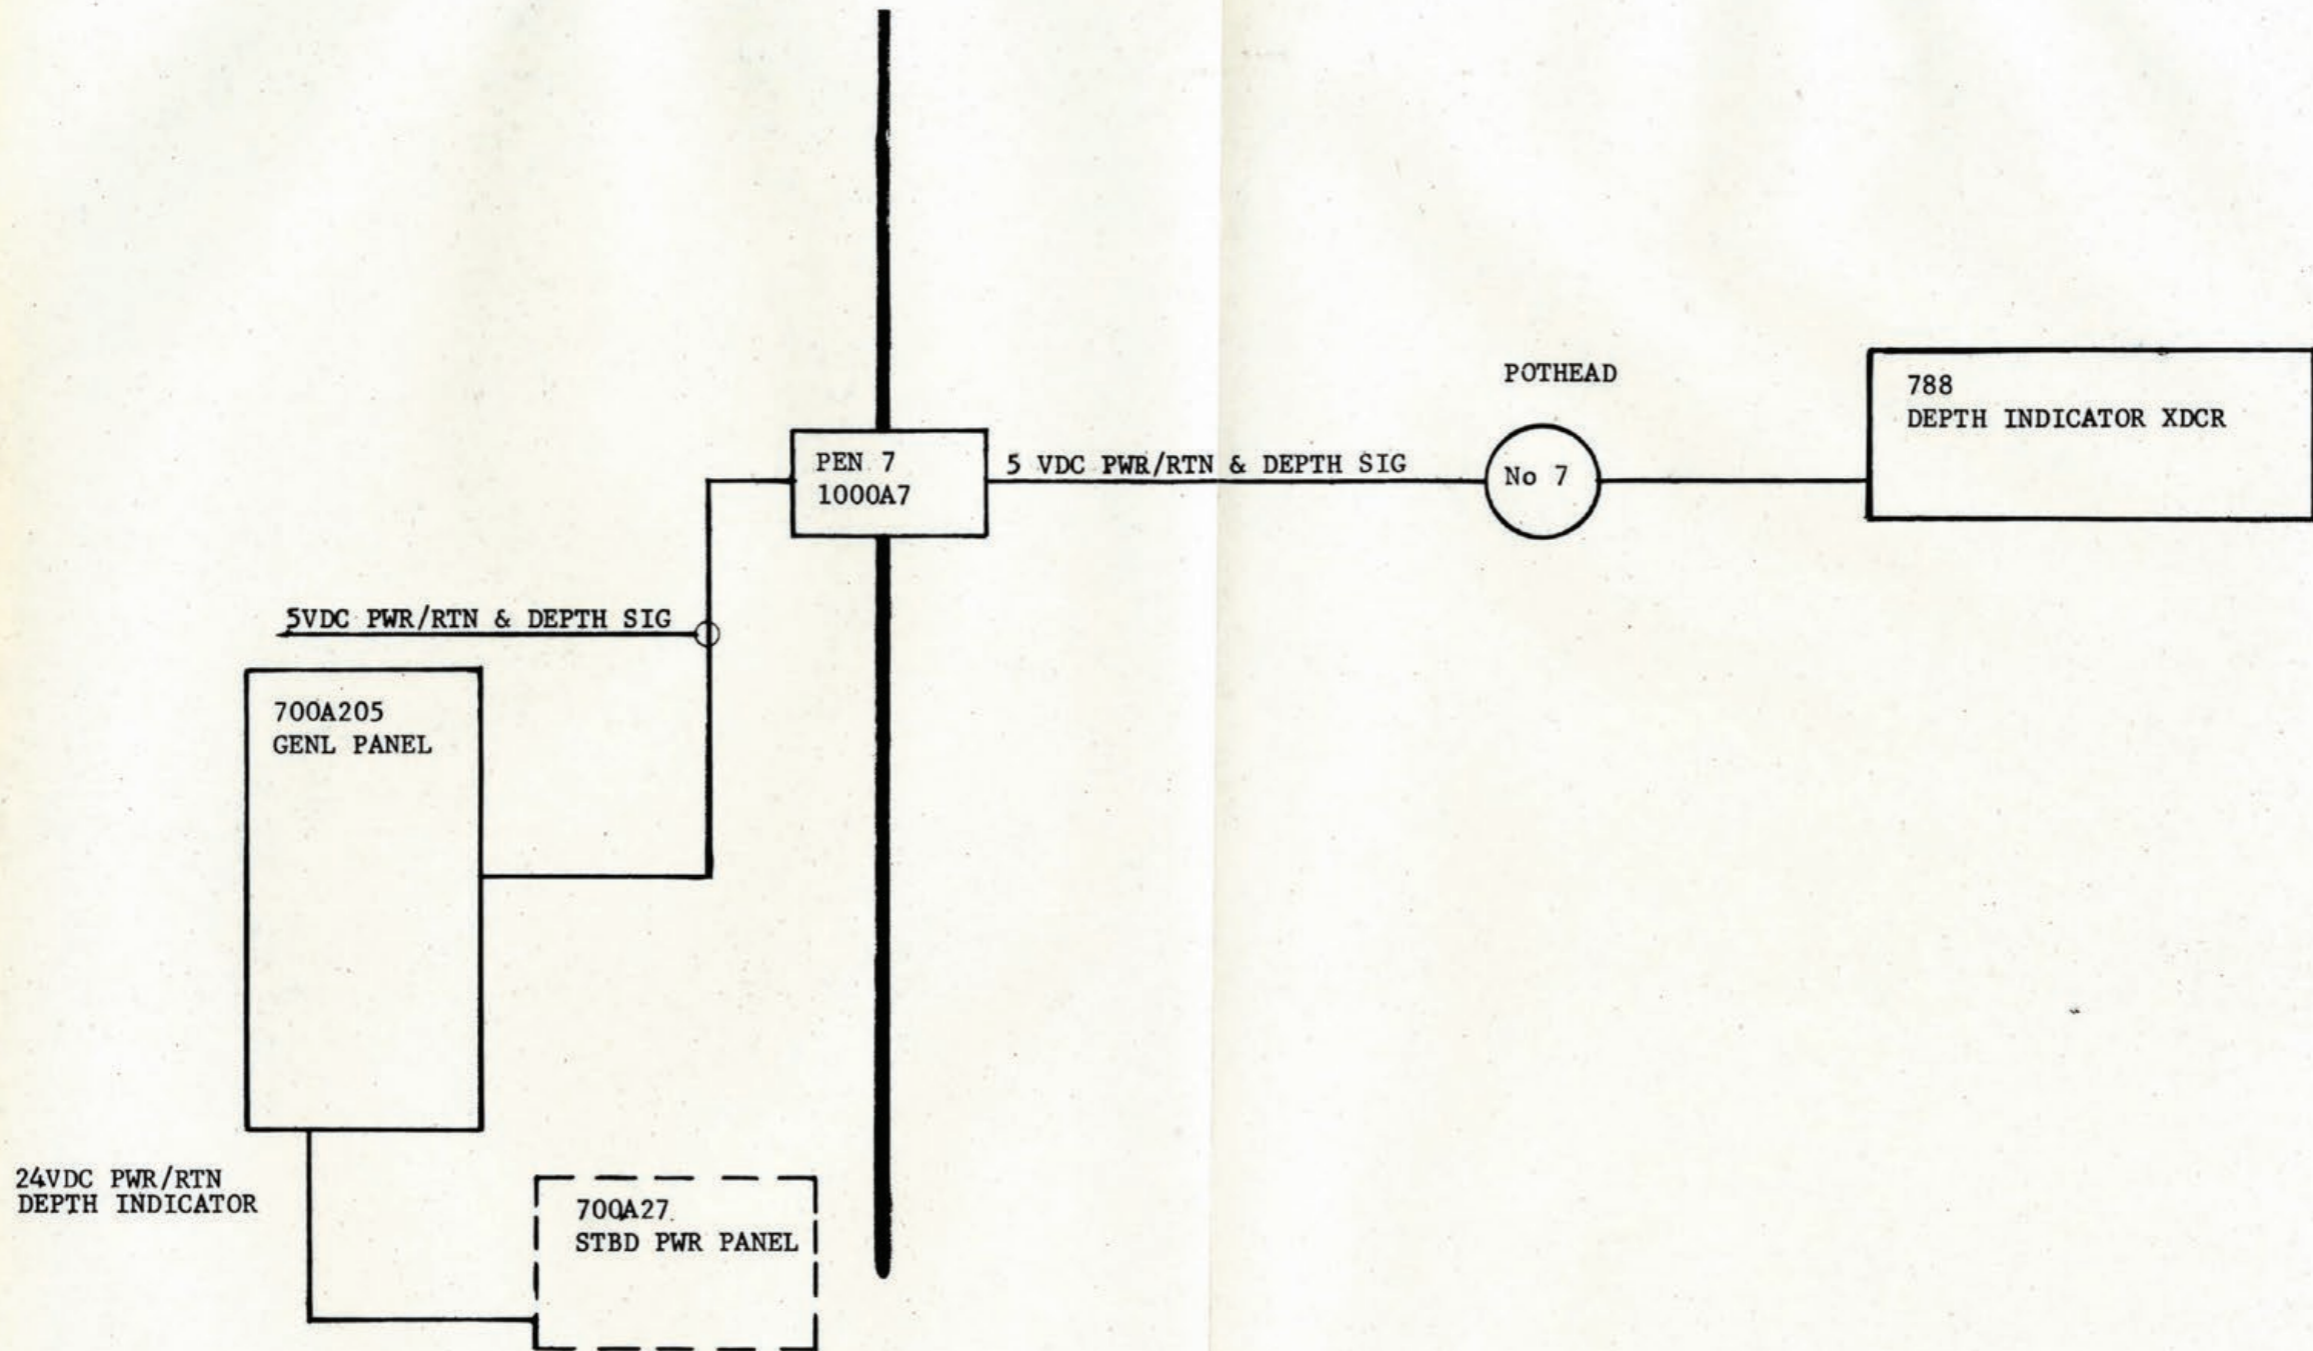 POTHEAD
788
DEPTH INDICATOR XDCR
PEN 7
1000A7
5 VDC PWR/RTN & DEPTH SIG
No 7
5VDC PWR/RTN & DEPTH SIG
700A205
GENL PANEL
24VDC PWR/RTN
DEPTH INDICATOR
700A27
STBD PWR PANEL